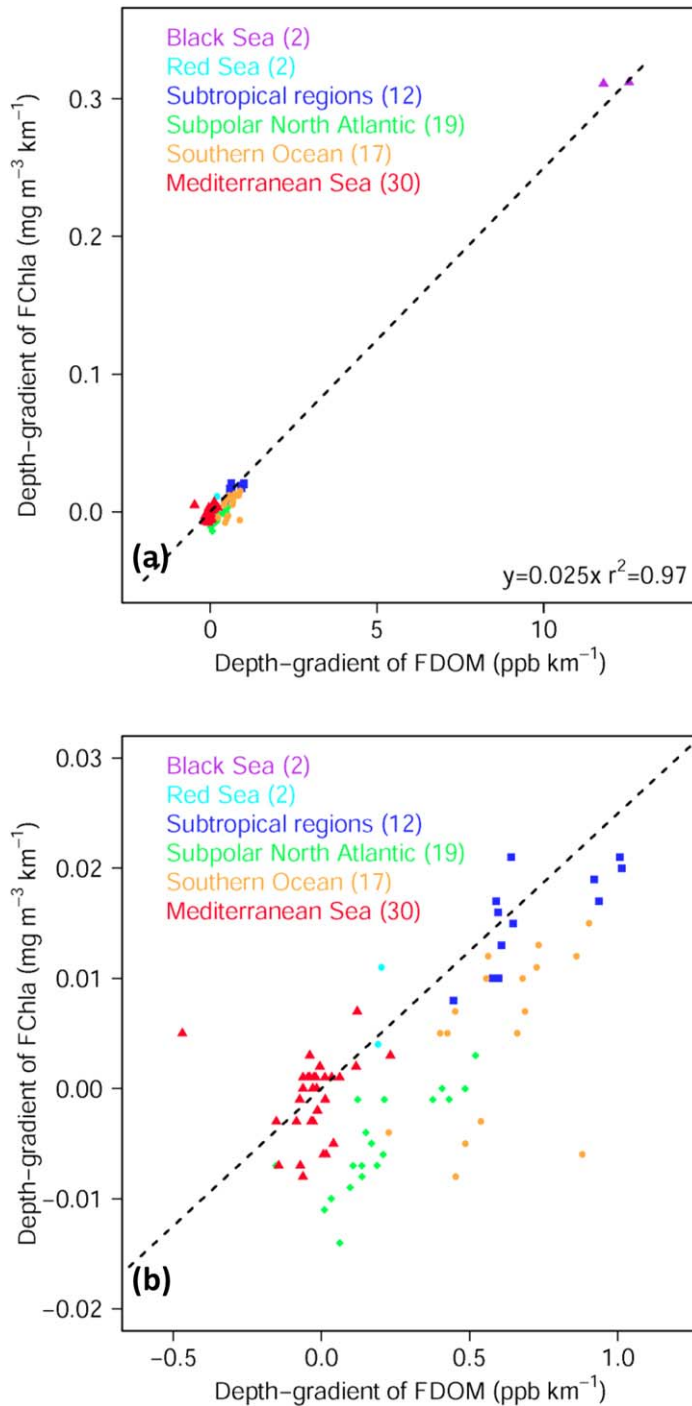 Black Sea (2)
Red Sea (2)
Subtropical regions (12)
Subpolar North Atlantic (19)
Southern Ocean (17)
Mediterranean Sea (30)
Depth−gradient of FChla (mg m⁻³ km⁻¹)
0.3
0.2
0.1
0.0
(a)
y=0.025x r²=0.97
0 5 10
Depth−gradient of FDOM (ppb km⁻¹)
Black Sea (2)
Red Sea (2)
Subtropical regions (12)
Subpolar North Atlantic (19)
Southern Ocean (17)
Mediterranean Sea (30)
Depth−gradient of FChla (mg m⁻³ km⁻¹)
0.03
0.02
0.01
0.00
−0.01
−0.02
(b)
−0.5 0.0 0.5 1.0
Depth−gradient of FDOM (ppb km⁻¹)